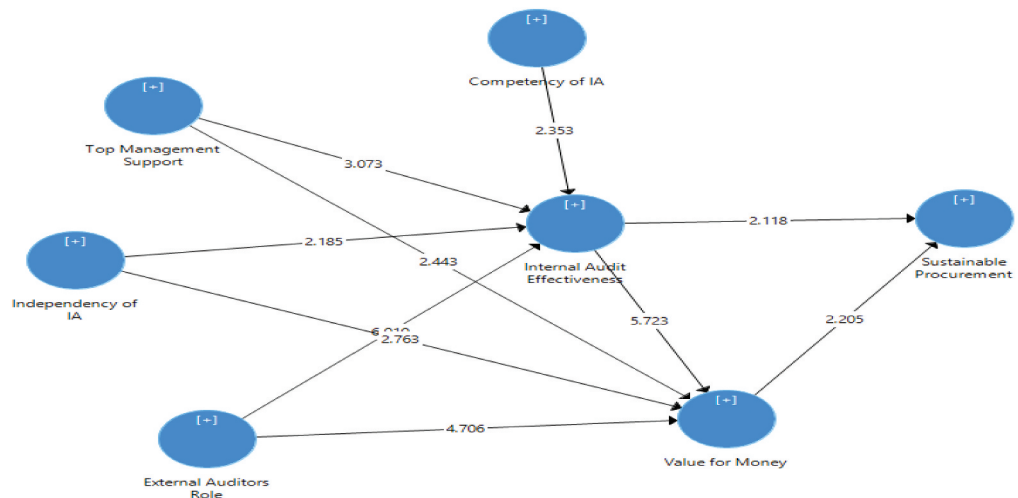 [+]
Competency of IA
[+]
Top Management
Support
2.353
3.073
[+]
Internal Audit
Effectiveness
[+]
Sustainable
Procurement
[+]
Independency of
IA
2.185
2.443
2.118
2.763
5.723
2.205
[+]
Value for Money
[+]
External Auditors
Role
4.706